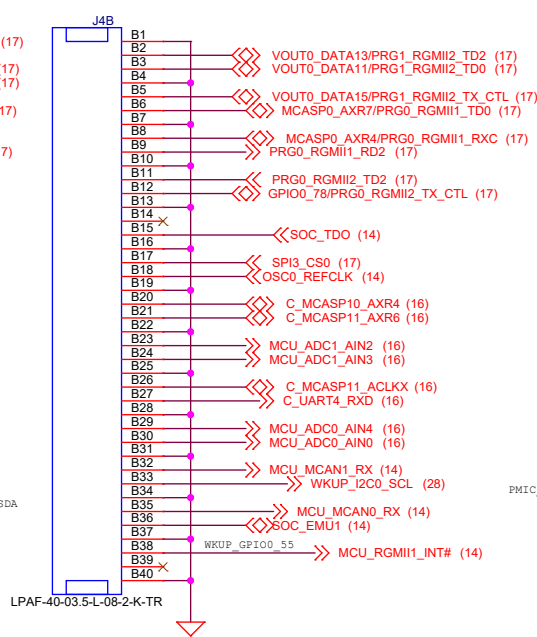 J4B
(17)
B1
B2 VOUT0_DATA13/PRG1_RGMII2_TD2 (17)
B3 VOUT0_DATA11/PRG1_RGMII2_TD0 (17)
17)
B4
17)
B5 VOUT0_DATA15/PRG1_RGMII2_TX_CTL (17)
B6 MCASP0_AXR7/PRG0_RGMII1_TD0 (17)
17)
B7
B8 MCASP0_AXR4/PRG0_RGMII1_RXC (17)
B9 PRG0_RGMII1_RD2 (17)
7)
B10
B11 PRG0_RGMII2_TD2 (17)
B12 GPIO0_78/PRG0_RGMII2_TX_CTL (17)
B13
B14
B15 SOC_TDO (14)
B16
B17 SPI3_CS0 (17)
B18 OSC0_REFCLK (14)
B19
B20 C_MCASP10_AXR4 (16)
B21 C_MCASP11_AXR6 (16)
B22
B23 MCU_ADC1_AIN2 (16)
B24 MCU_ADC1_AIN3 (16)
B25
B26 C_MCASP11_ACLKX (16)
B27 C_UART4_RXD (16)
B28
B29 MCU_ADC0_AIN4 (16)
B30 MCU_ADC0_AIN0 (16)
B31
B32 MCU_MCAN1_RX (14)
B33 WKUP_I2C0_SCL (28)
B34
PMIC_
SDA
B35 MCU_MCAN0_RX (14)
B36 SOC_EMU1 (14)
B37
B38 WKUP_GPIO0_55 MCU_RGMII1_INT# (14)
B39
B40
LPAF-40-03.5-L-08-2-K-TR